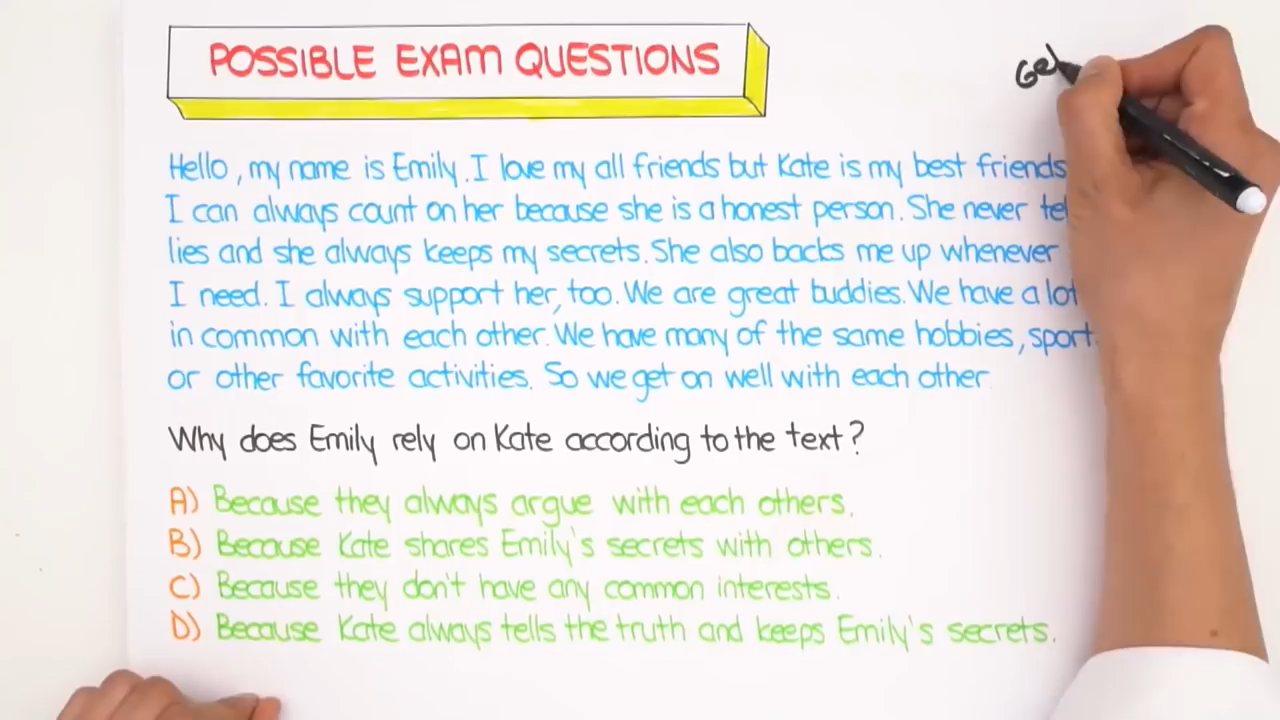 POSSIBLE EXAM QUESTIONS
Hello, my name is Emily. I love my all friends but Kate is my best friends
I can always count on her because she is a honest person. She never
lies and she always keeps my secrets. She also backs me up whenever
I need. I always support her, too. We are great buddies. We have a lot
in common with each other. We have many of the same hobbies, sport
or other favorite activities. So we get on well with each other
Why does Emily rely on Kate according to the text?
A) Because they always argue with each others.
B) Because Kate shares Emily's secrets with others.
C) Because they don't have any common interests.
D) Because Kate always tells the truth and keeps Emily's secrets.